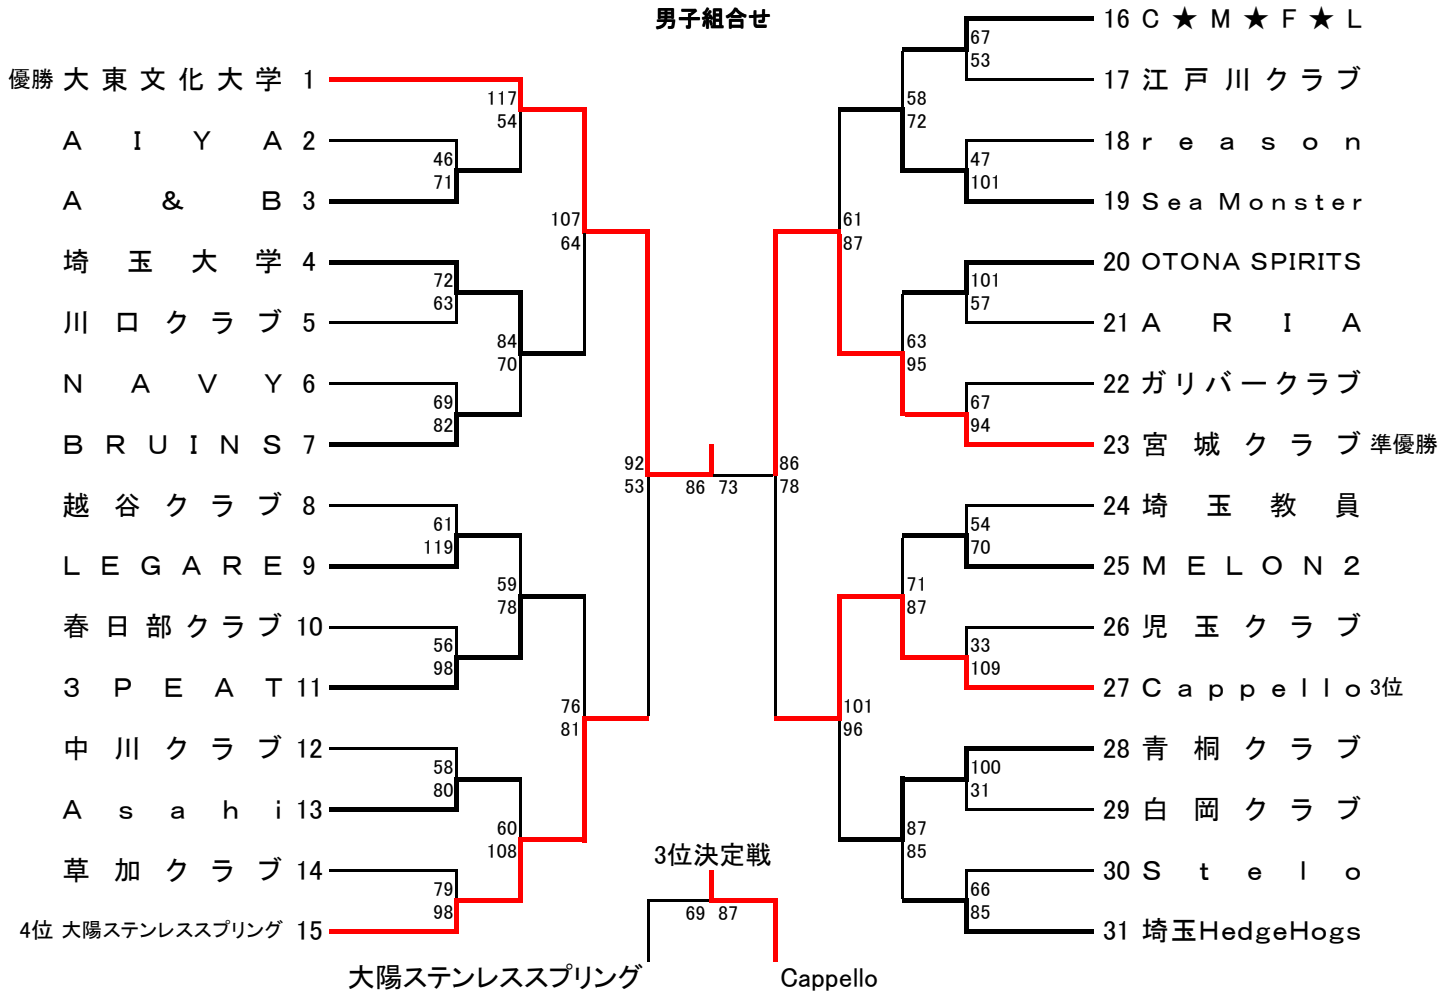 男子組合せ
優勝 大東文化大学 1
117
54
AIYA 2
46
71
A&B 3
107
64
埼玉大学 4
72
63
川口クラブ 5
84
70
NAVY 6
69
82
BRUINS 7
92
53
越谷クラブ 8
61
119
LEGARE 9
59
78
春日部クラブ 10
56
98
3PEAT 11
76
81
中川クラブ 12
58
80
Asahi 13
60
108
草加クラブ 14
79
98
4位 大陽ステンレススプリング 15
86 73
16 C★M★F★L
67
53
17 江戸川クラブ
58
72
18 reason
47
101
19 Sea Monster
61
87
20 OTONA SPIRITS
101
57
21 ARIA
63
95
22 ガリバークラブ
67
94
23 宮城クラブ 準優勝
86
78
24 埼玉教員
54
70
25 MELON2
71
87
26 児玉クラブ
33
109
27 Cappello 3位
101
96
28 青桐クラブ
100
31
29 白岡クラブ
87
85
30 Stelo
66
85
31 埼玉HedgeHogs
3位決定戦
69 87
大陽ステンレススプリング Cappello